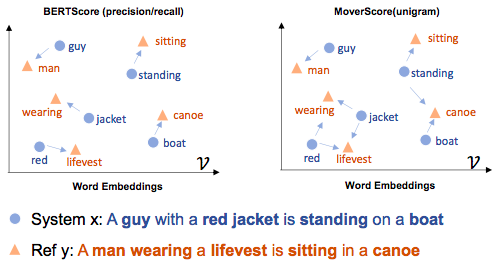 BERTScore (precision/recall)
guy
sitting
man
standing
wearing
jacket
canoe
red
lifevest
boat
𝒱
Word Embeddings
MoverScore(unigram)
guy
sitting
man
standing
wearing
jacket
canoe
red
lifevest
boat
𝒱
Word Embeddings
System x: A guy with a red jacket is standing on a boat
Ref y: A man wearing a lifevest is sitting in a canoe